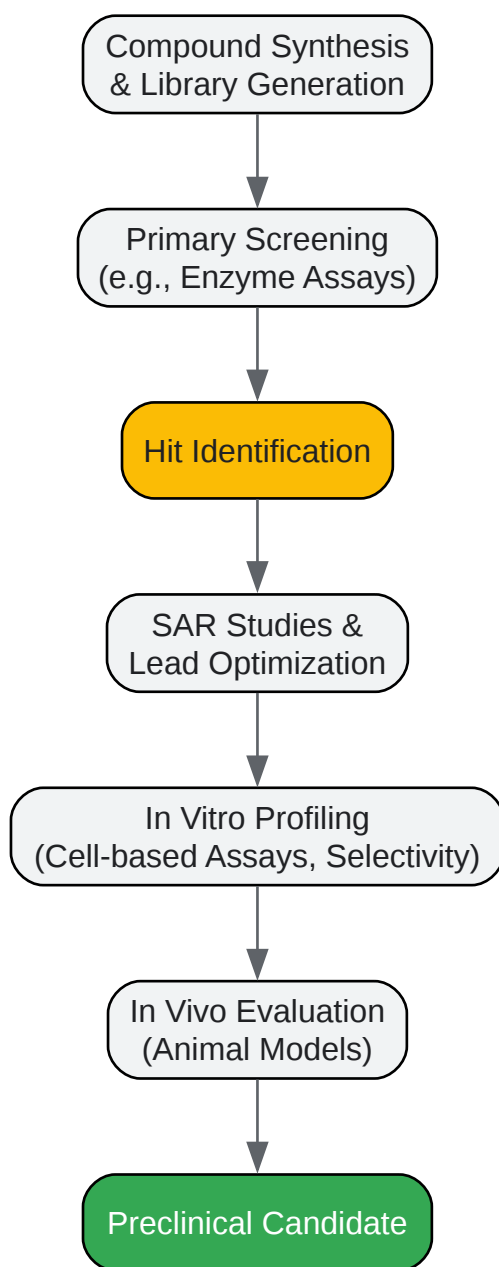 Compound Synthesis
& Library Generation
Primary Screening
(e.g., Enzyme Assays)
Hit Identification
SAR Studies &
Lead Optimization
In Vitro Profiling
(Cell-based Assays, Selectivity)
In Vivo Evaluation
(Animal Models)
Preclinical Candidate